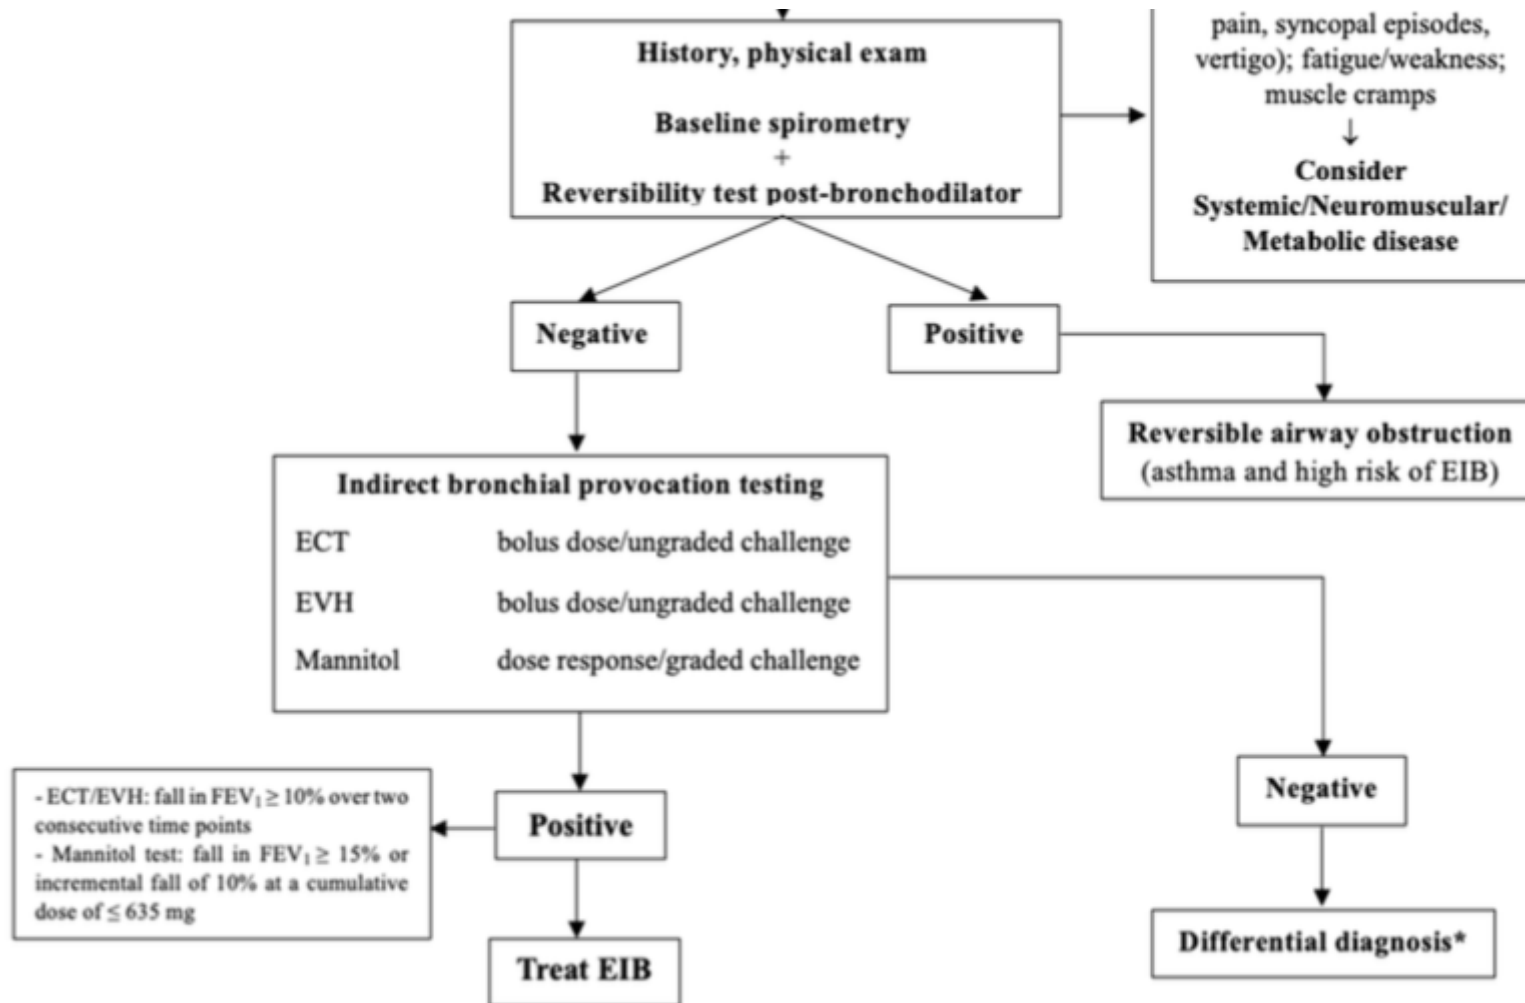 History, physical exam
Baseline spirometry
+
Reversibility test post-bronchodilator
pain, syncopal episodes,
vertigo); fatigue/weakness;
muscle cramps
↓
Consider
Systemic/Neuromuscular/
Metabolic disease
Negative
Positive
Reversible airway obstruction
(asthma and high risk of EIB)
Indirect bronchial provocation testing
ECT bolus dose/ungraded challenge
EVH bolus dose/ungraded challenge
Mannitol dose response/graded challenge
- ECT/EVH: fall in FEV₁ ≥ 10% over two
consecutive time points
- Mannitol test: fall in FEV₁ ≥ 15% or
incremental fall of 10% at a cumulative
dose of ≤ 635 mg
Positive
Negative
Treat EIB
Differential diagnosis*